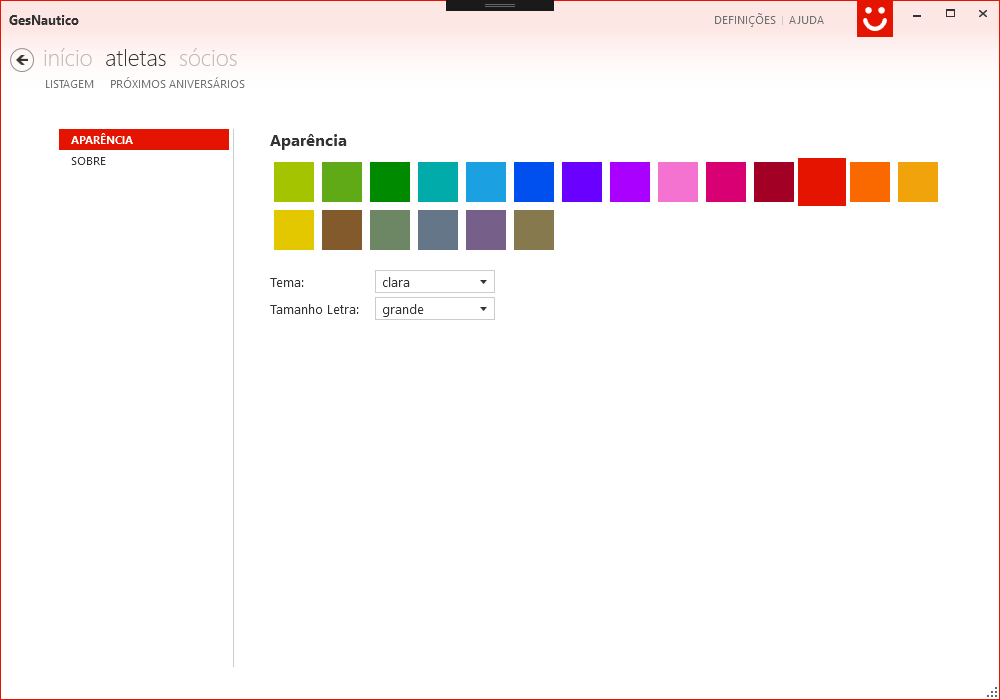 GesNautico
DEFINIÇÕES | AJUDA
início atletas sócios
LISTAGEM PRÓXIMOS ANIVERSÁRIOS
APARÊNCIA
SOBRE
Aparência
Tema: clara
Tamanho Letra: grande